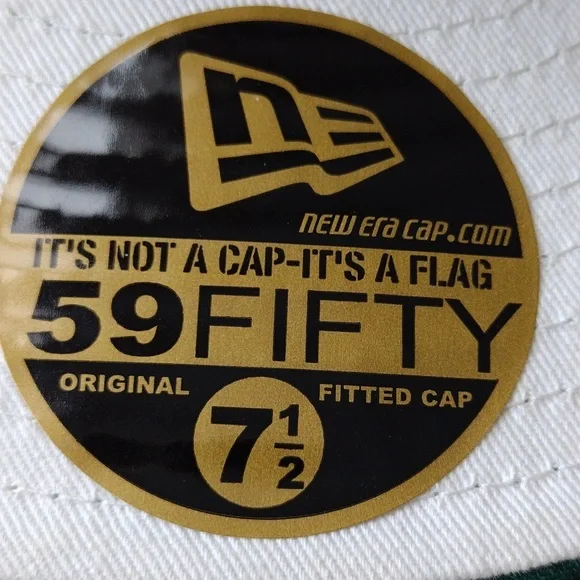 ne
new era cap.com
IT'S NOT A CAP-IT'S A FLAG
59FIFTY
ORIGINAL FITTED CAP
7 1/2